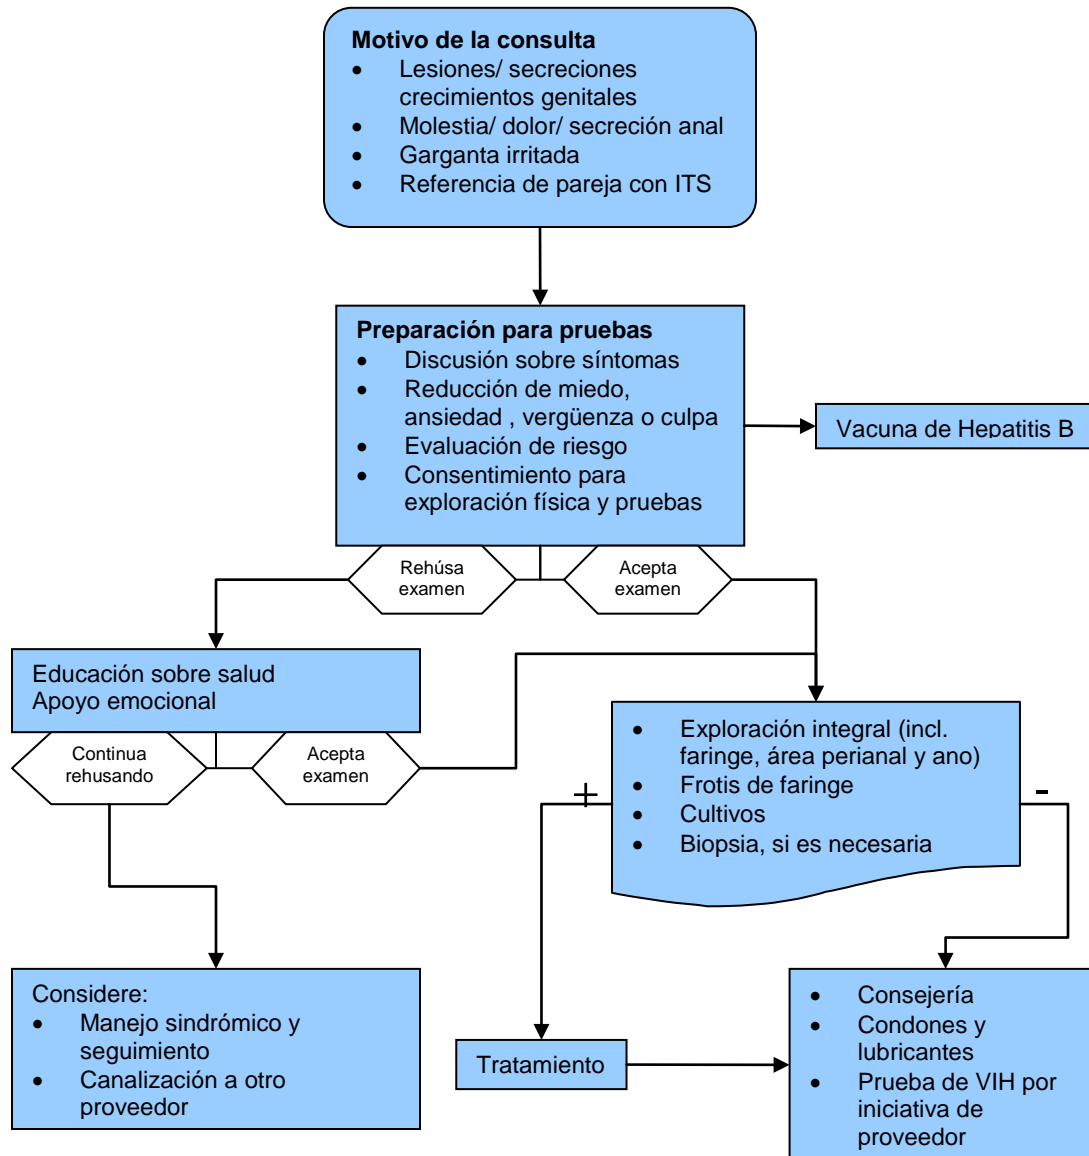 Motivo de la consulta
• Lesiones/ secreciones
crecimientos genitales
• Molestia/ dolor/ secreción anal
• Garganta irritada
• Referencia de pareja con ITS
Preparación para pruebas
• Discusión sobre síntomas
• Reducción de miedo,
ansiedad , vergüenza o culpa
• Evaluación de riesgo
• Consentimiento para
exploración física y pruebas
Vacuna de Hepatitis B
Rehúsa
examen
Acepta
examen
Educación sobre salud
Apoyo emocional
Continua
rehusando
Acepta
examen
• Exploración integral (incl.
faringe, área perianal y ano)
• Frotis de faringe
• Cultivos
• Biopsia, si es necesaria
+
-
Considere:
• Manejo sindrómico y
seguimiento
• Canalización a otro
proveedor
Tratamiento
• Consejería
• Condones y
lubricantes
• Prueba de VIH por
iniciativa de
proveedor